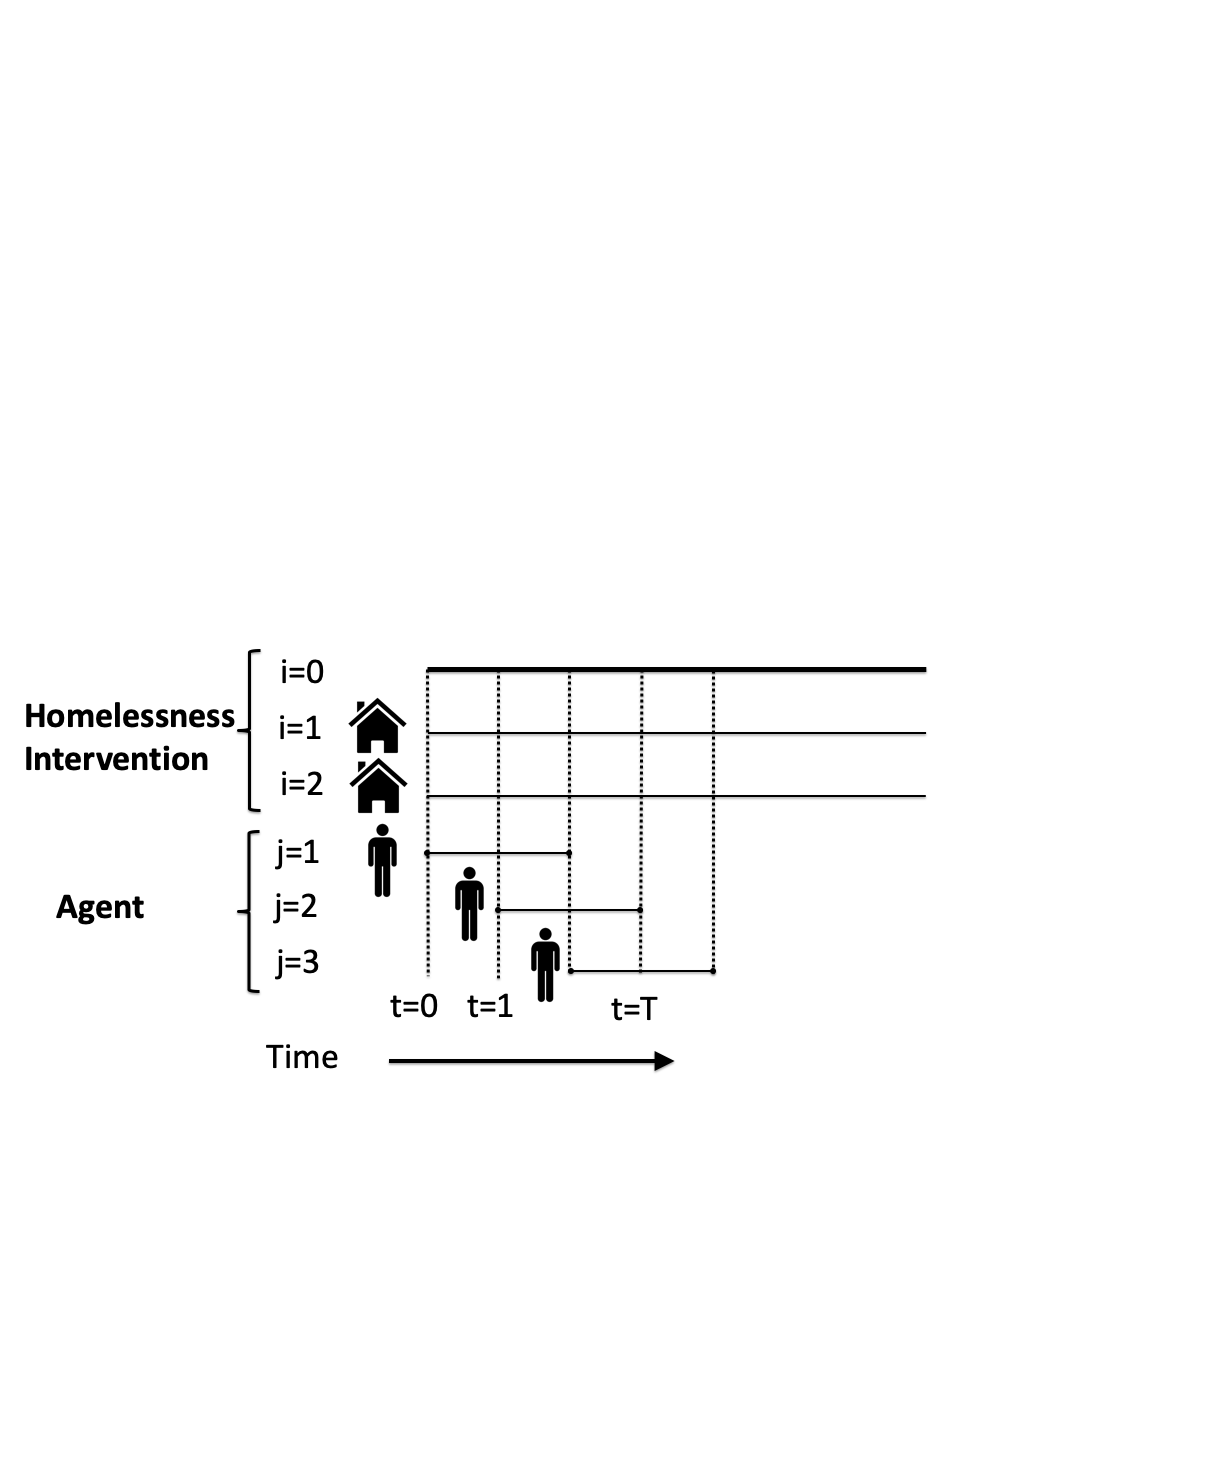 i=0
Homelessness
Intervention
i=1
i=2
Agent
j=1
j=2
j=3
t=0
t=1
t=T
Time